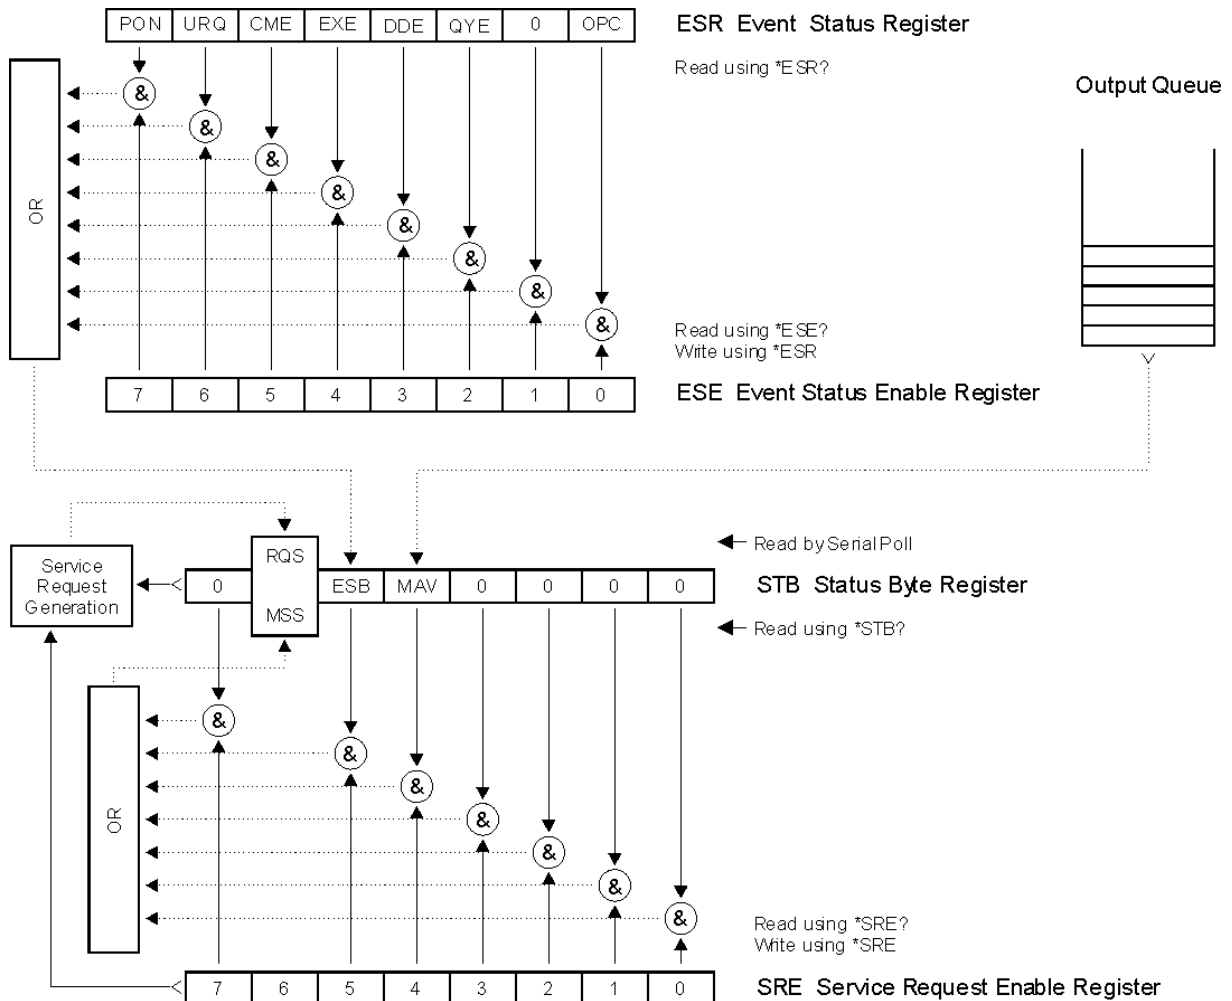 PON URQ CME EXE DDE QYE 0 OPC
ESR Event Status Register
Read using *ESR?
Output Queue
&
&
&
&
&
&
&
&
OR
Read using *ESE?
Write using *ESR
7 6 5 4 3 2 1 0
ESE Event Status Enable Register
Service
Request
Generation
RQS
MSS
0 ESB MAV 0 0 0 0
Read by Serial Poll
STB Status Byte Register
Read using *STB?
&
&
&
&
&
&
&
OR
Read using *SRE?
Write using *SRE
7 6 5 4 3 2 1 0
SRE Service Request Enable Register